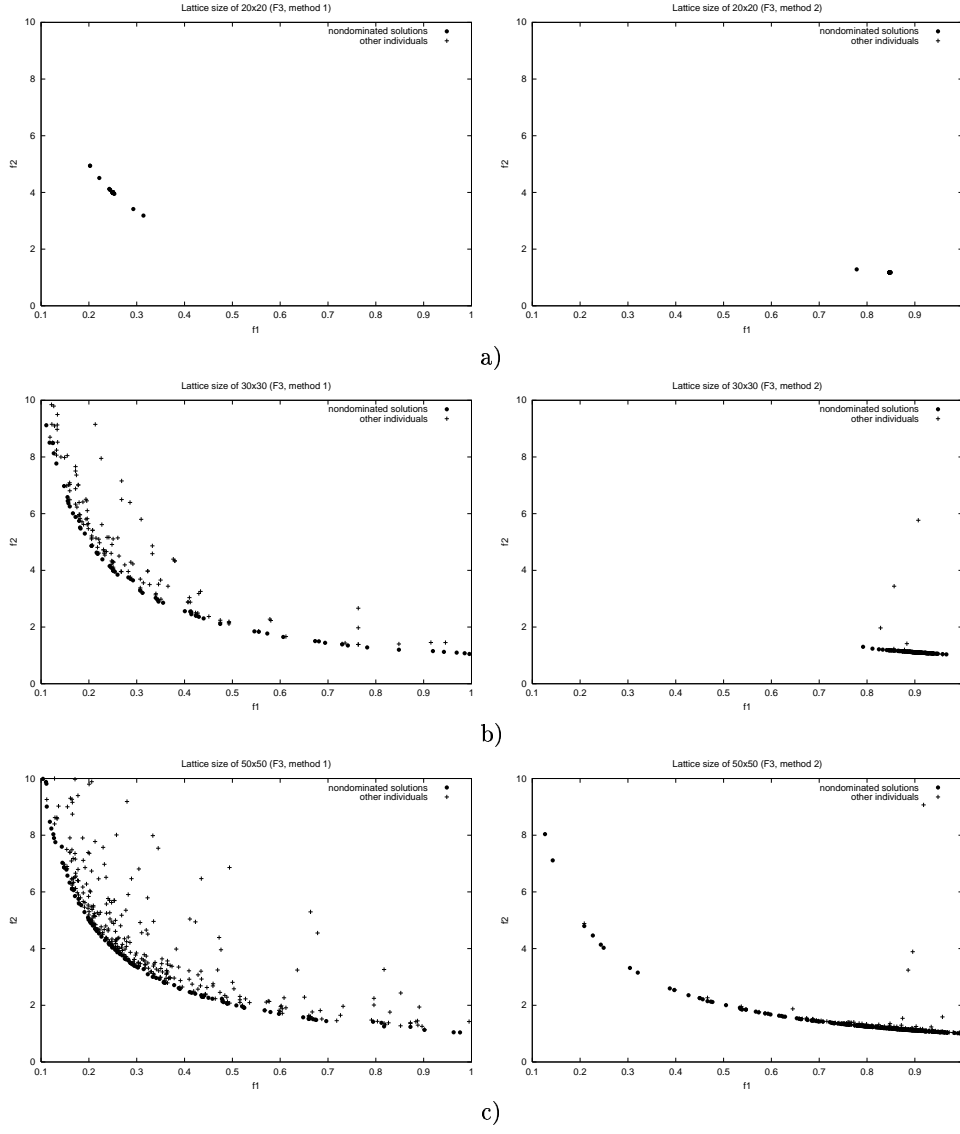 Lattice size of 20x20 (F3, method 1)
nondominated solutions
other individuals
10
8
6
4
2
0
f2
0.1 0.2 0.3 0.4 0.5 0.6 0.7 0.8 0.9 1
f1
Lattice size of 20x20 (F3, method 2)
nondominated solutions
other individuals
10
8
6
4
2
0
f2
0.1 0.2 0.3 0.4 0.5 0.6 0.7 0.8 0.9
f1
a)
Lattice size of 30x30 (F3, method 1)
nondominated solutions
other individuals
10
8
6
4
2
0
f2
0.1 0.2 0.3 0.4 0.5 0.6 0.7 0.8 0.9 1
f1
Lattice size of 30x30 (F3, method 2)
nondominated solutions
other individuals
10
8
6
4
2
0
f2
0.1 0.2 0.3 0.4 0.5 0.6 0.7 0.8 0.9
f1
b)
Lattice size of 50x50 (F3, method 1)
nondominated solutions
other individuals
10
8
6
4
2
0
f2
0.1 0.2 0.3 0.4 0.5 0.6 0.7 0.8 0.9 1
f1
Lattice size of 50x50 (F3, method 2)
nondominated solutions
other individuals
10
8
6
4
2
0
f2
0.1 0.2 0.3 0.4 0.5 0.6 0.7 0.8 0.9
f1
c)